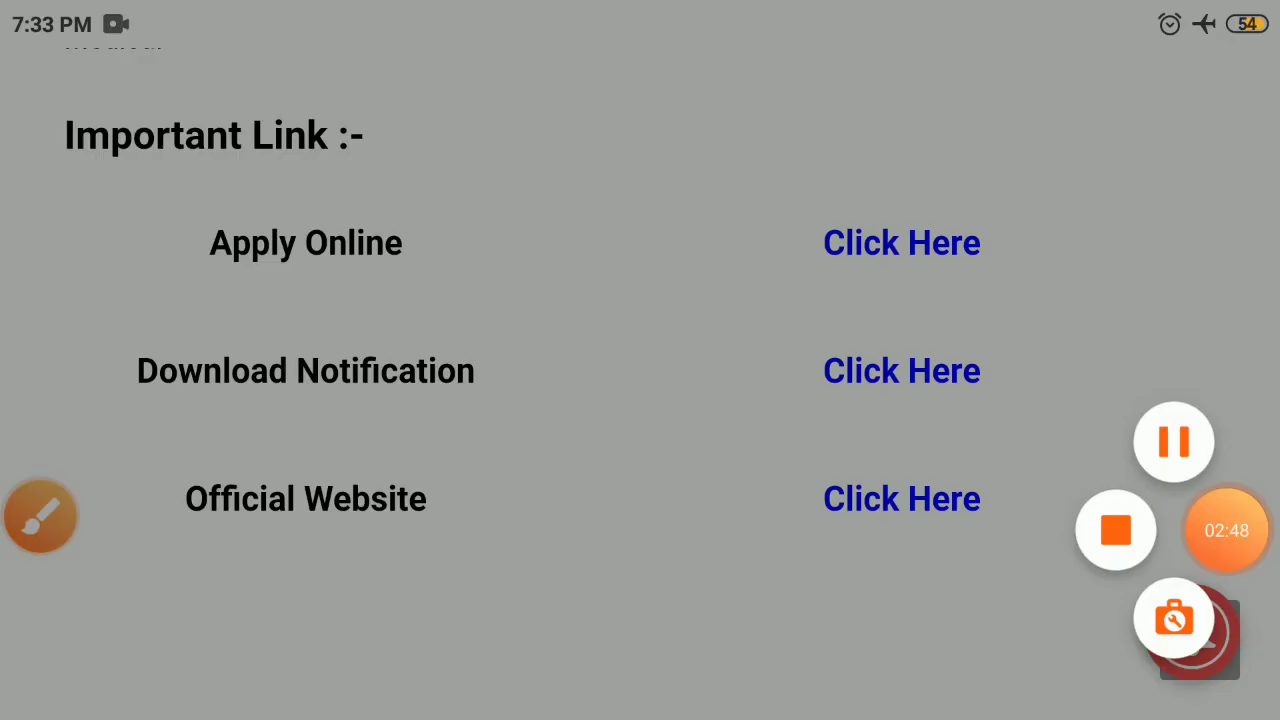 7:33 PM
54
Important Link :-
Apply Online Click Here
Download Notification Click Here
Official Website Click Here
02:48